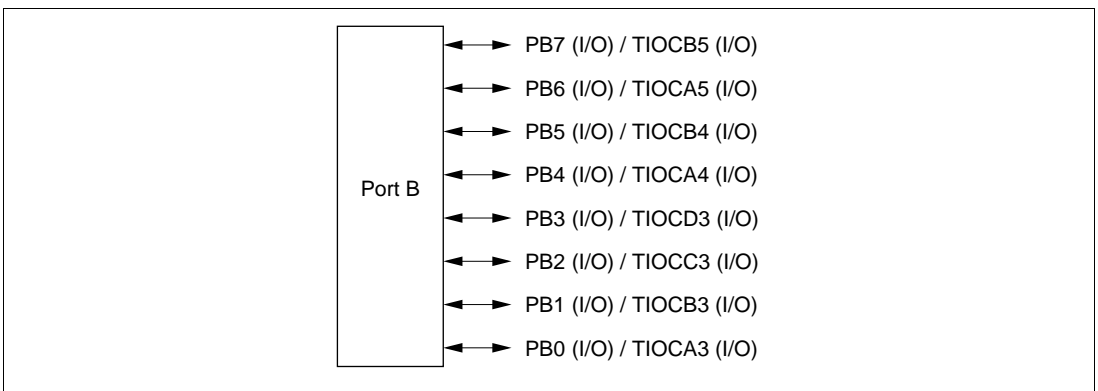 PB7 (I/O) / TIOCB5 (I/O)
PB6 (I/O) / TIOCA5 (I/O)
PB5 (I/O) / TIOCB4 (I/O)
PB4 (I/O) / TIOCA4 (I/O)
Port B
PB3 (I/O) / TIOCD3 (I/O)
PB2 (I/O) / TIOCC3 (I/O)
PB1 (I/O) / TIOCB3 (I/O)
PB0 (I/O) / TIOCA3 (I/O)